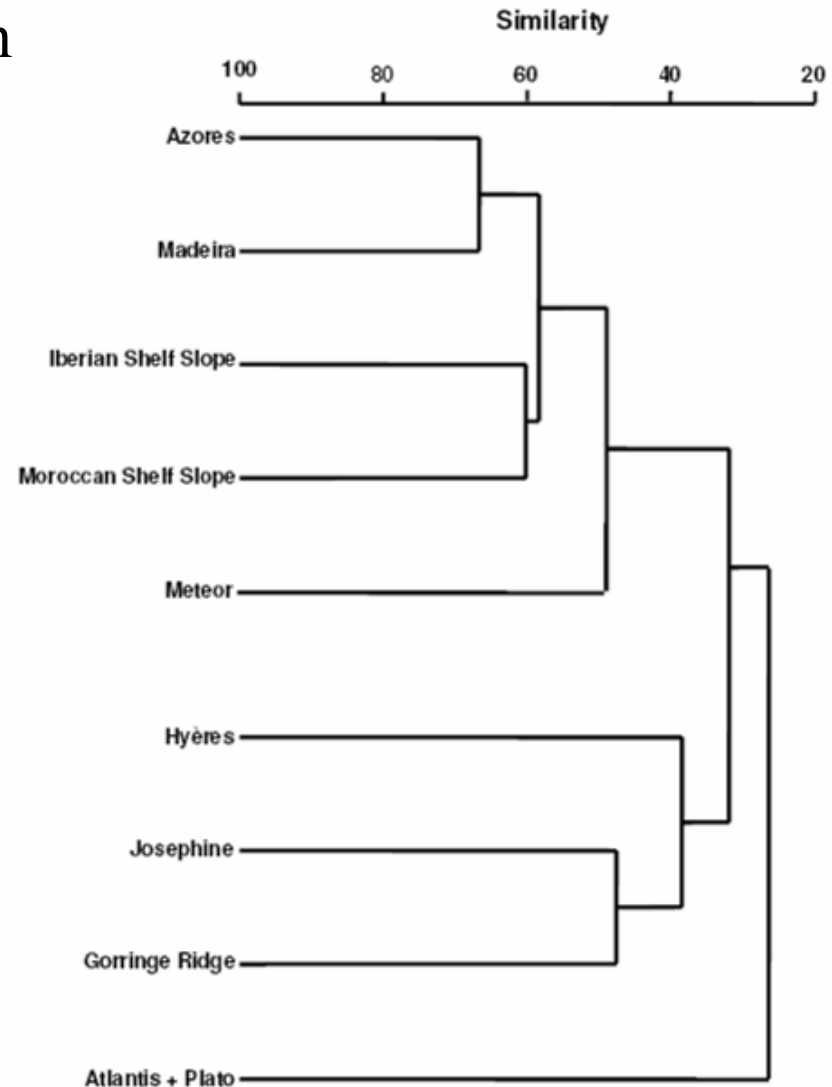 n
Similarity
100 80 60 40 20
Azores
Madeira
Iberian Shelf Slope
Moroccan Shelf Slope
Meteor
Hyères
Josephine
Gorringe Ridge
Atlantis + Plato